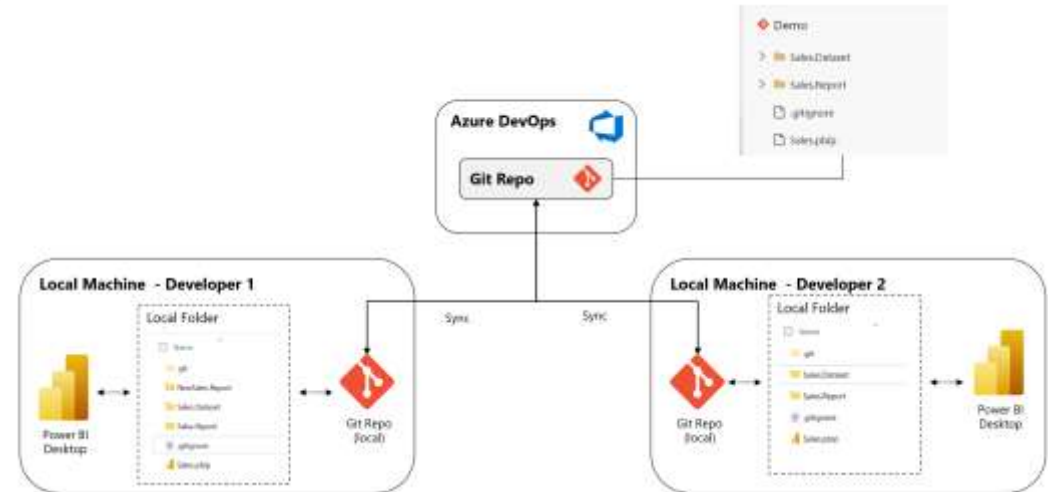 Demo
Sales.Dataset
Sales.Report
.gitignore
Sales.pbip
Azure DevOps
Git Repo
Local Machine - Developer 1
Local Folder
Name
.git
NewSales.Report
Sales.Dataset
Sales.Report
.gitignore
Sales.pbip
Power BI
Desktop
Git Repo
(local)
Sync
Sync
Local Machine - Developer 2
Local Folder
Name
.git
Sales.Dataset
Sales.Report
.gitignore
Sales.pbip
Git Repo
(local)
Power BI
Desktop